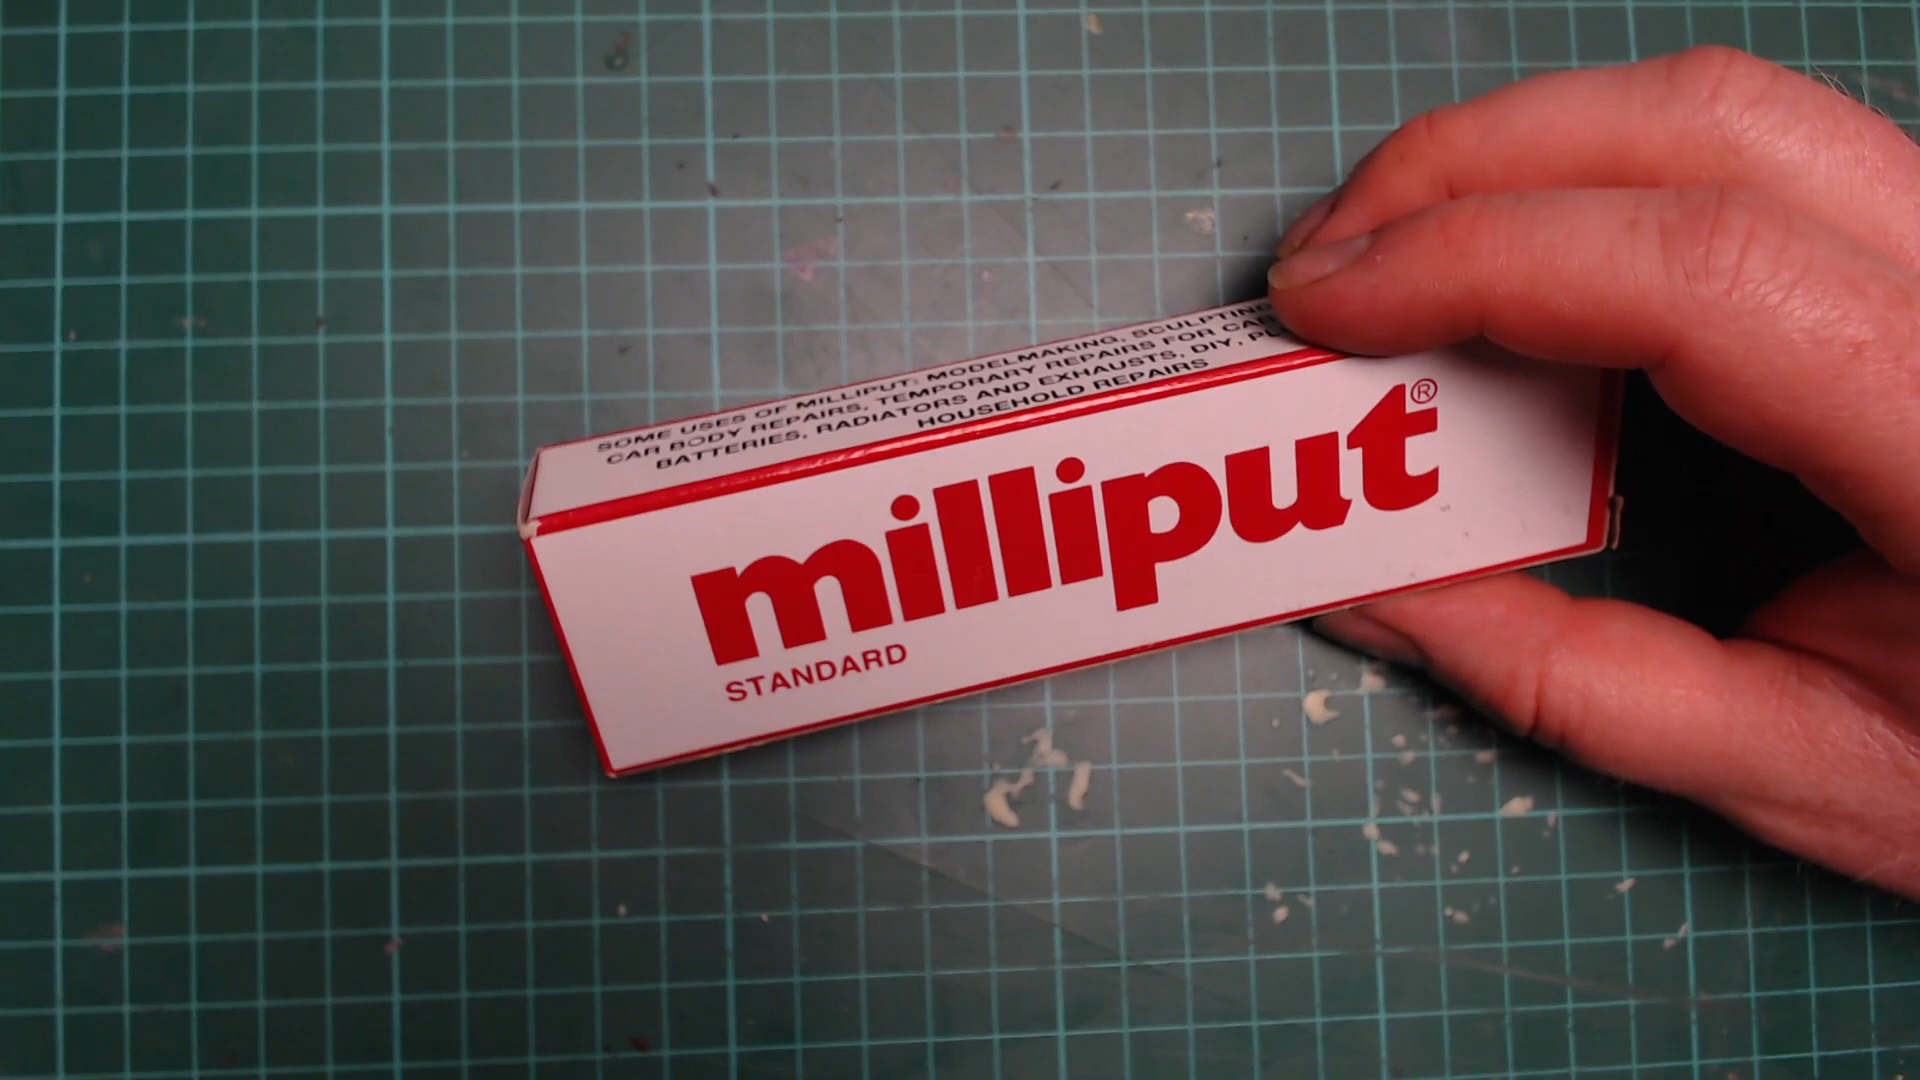 SOME USES OF MILLIPUT: MODELMAKING, SCULPTING
CAR BODY REPAIRS, TEMPORARY REPAIRS FOR CAR
BATTERIES, RADIATORS AND EXHAUSTS, DIY,
HOUSEHOLD REPAIRS
milliput®
STANDARD